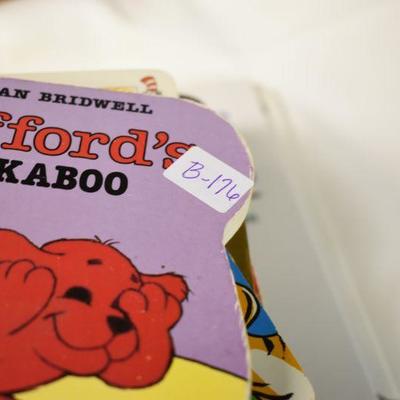 AN BRIDWELL
fford's
KABOO
B-176